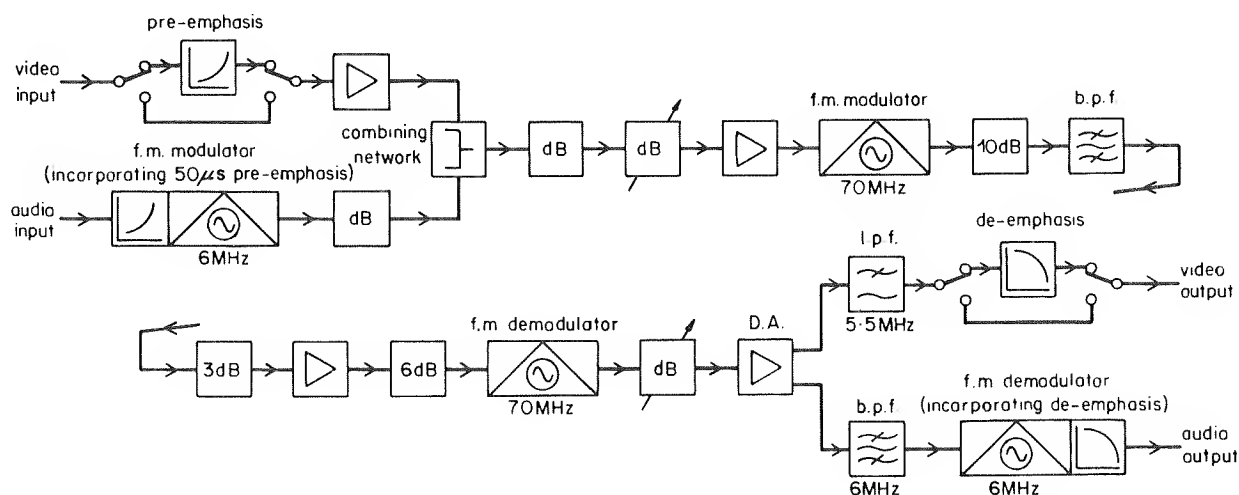 pre-emphasis
video
input
f.m. modulator
(incorporating 50μs pre-emphasis)
audio
input
6MHz
dB
combining
network
dB
dB
f.m. modulator
70MHz
10dB
b.p.f.
3dB
6dB
f.m demodulator
70MHz
dB
D.A.
l.p.f.
5·5MHz
de-emphasis
video
output
b.p.f.
6MHz
f.m demodulator
(incorporating de-emphasis)
6MHz
audio
output